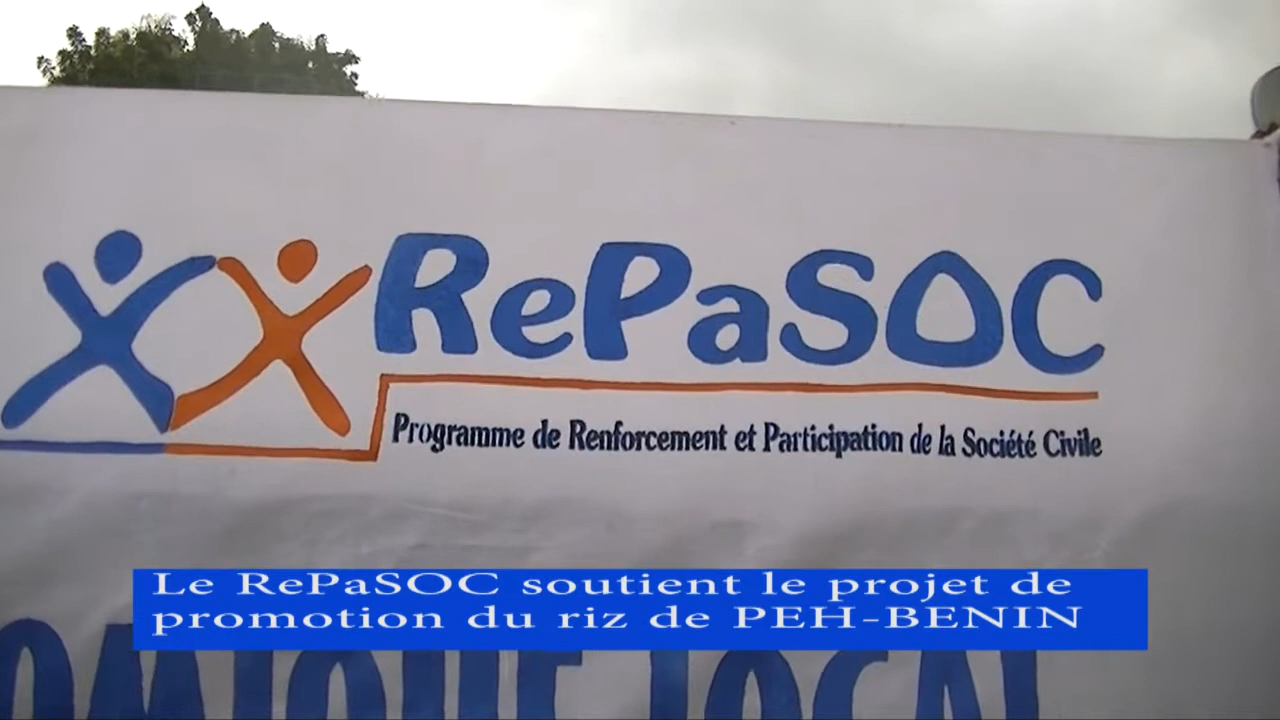 RePaSOC
Programme de Renforcement et Participation de la Société Civile
Le RePaSOC soutient le projet de
promotion du riz de PEH-BENIN
LOCAL